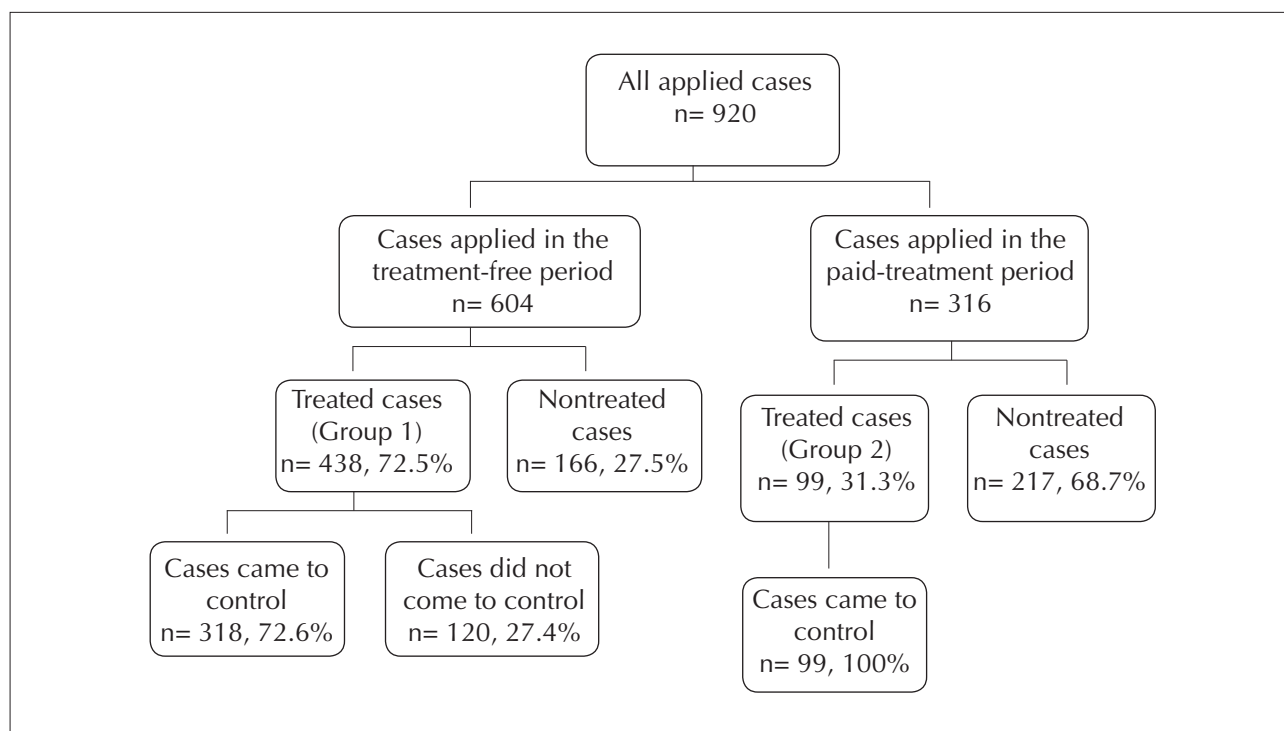 All applied cases
n= 920
Cases applied in the
treatment-free period
n= 604
Cases applied in the
paid-treatment period
n= 316
Treated cases
(Group 1)
n= 438, 72.5%
Nontreated
cases
n= 166, 27.5%
Treated cases
(Group 2)
n= 99, 31.3%
Nontreated
cases
n= 217, 68.7%
Cases came to
control
n= 318, 72.6%
Cases did not
come to control
n= 120, 27.4%
Cases came to
control
n= 99, 100%